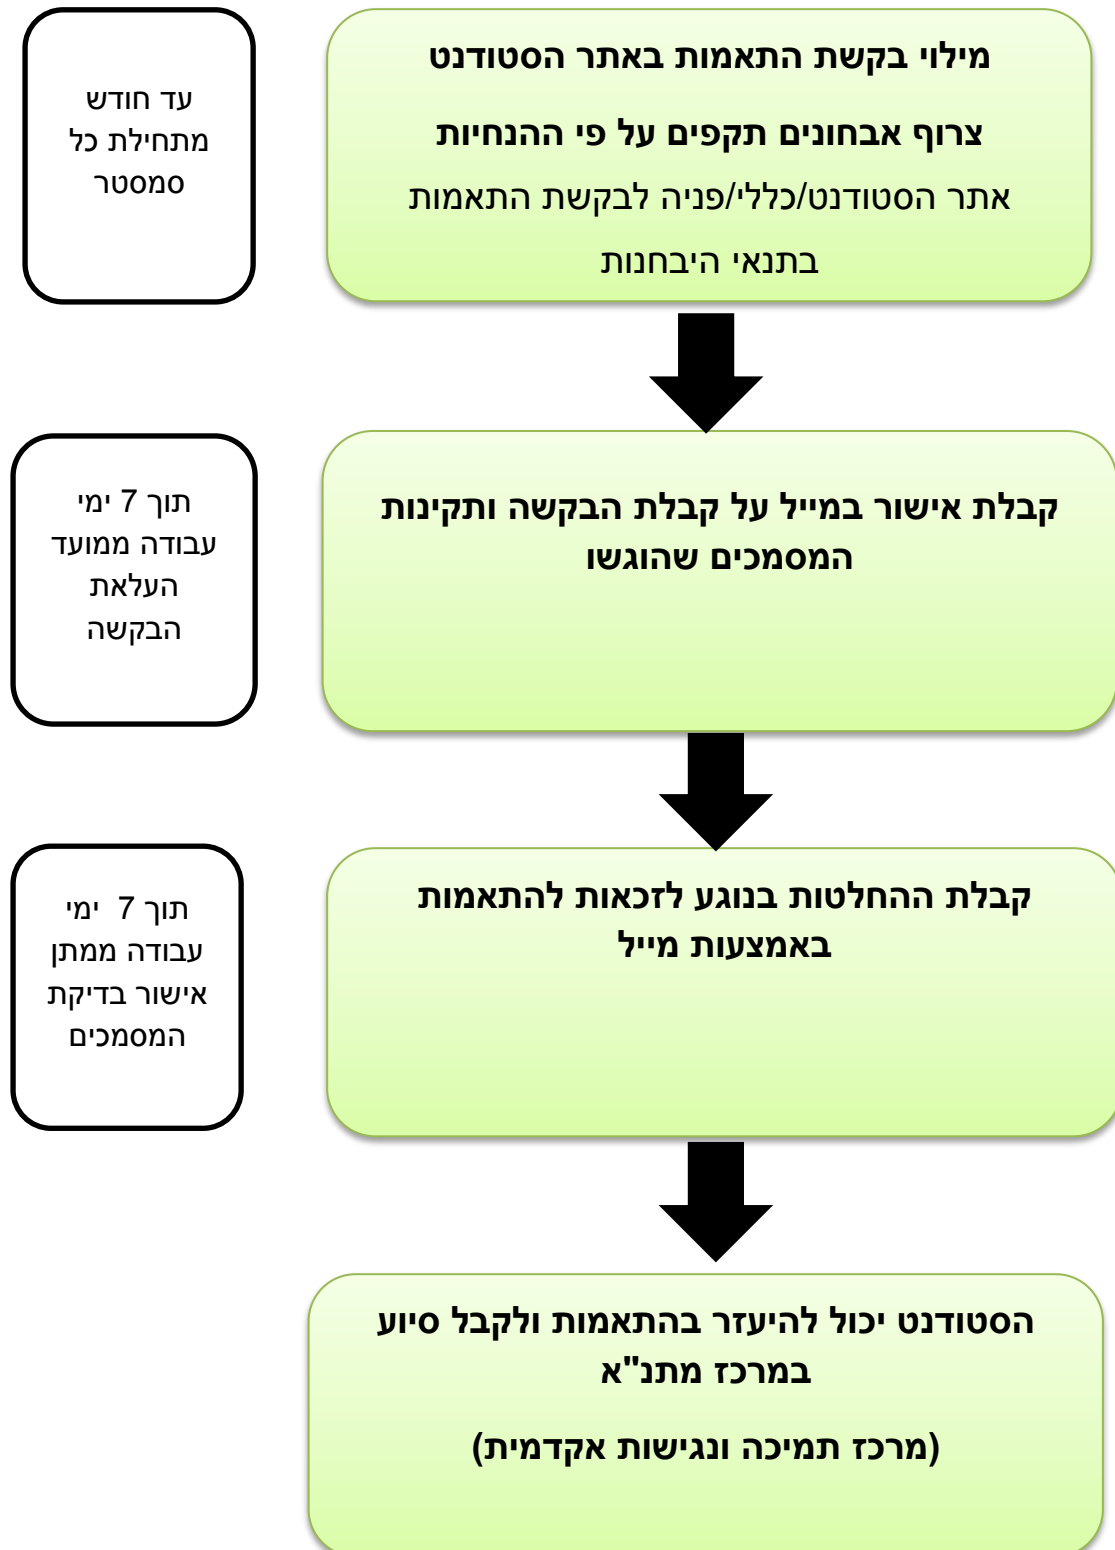 מילוי בקשת התאמות באתר הסטודנט
צרוף אבחונים תקפים על פי ההנחיות
אתר הסטודנט/כללי/פניה לבקשת התאמות
בתנאי היבחנות
עד חודש
מתחילת כל
סמסטר
קבלת אישור במייל על קבלת הבקשה ותקינות
המסמכים שהוגשו
תוך 7 ימי
עבודה ממועד
העלאת
הבקשה
קבלת ההחלטות בנוגע לזכאות להתאמות
באמצעות מייל
תוך 7  ימי
עבודה ממתן
אישור בדיקת
המסמכים
הסטודנט יכול להיעזר בהתאמות ולקבל סיוע
במרכז מתנ"א
(מרכז תמיכה ונגישות אקדמית)